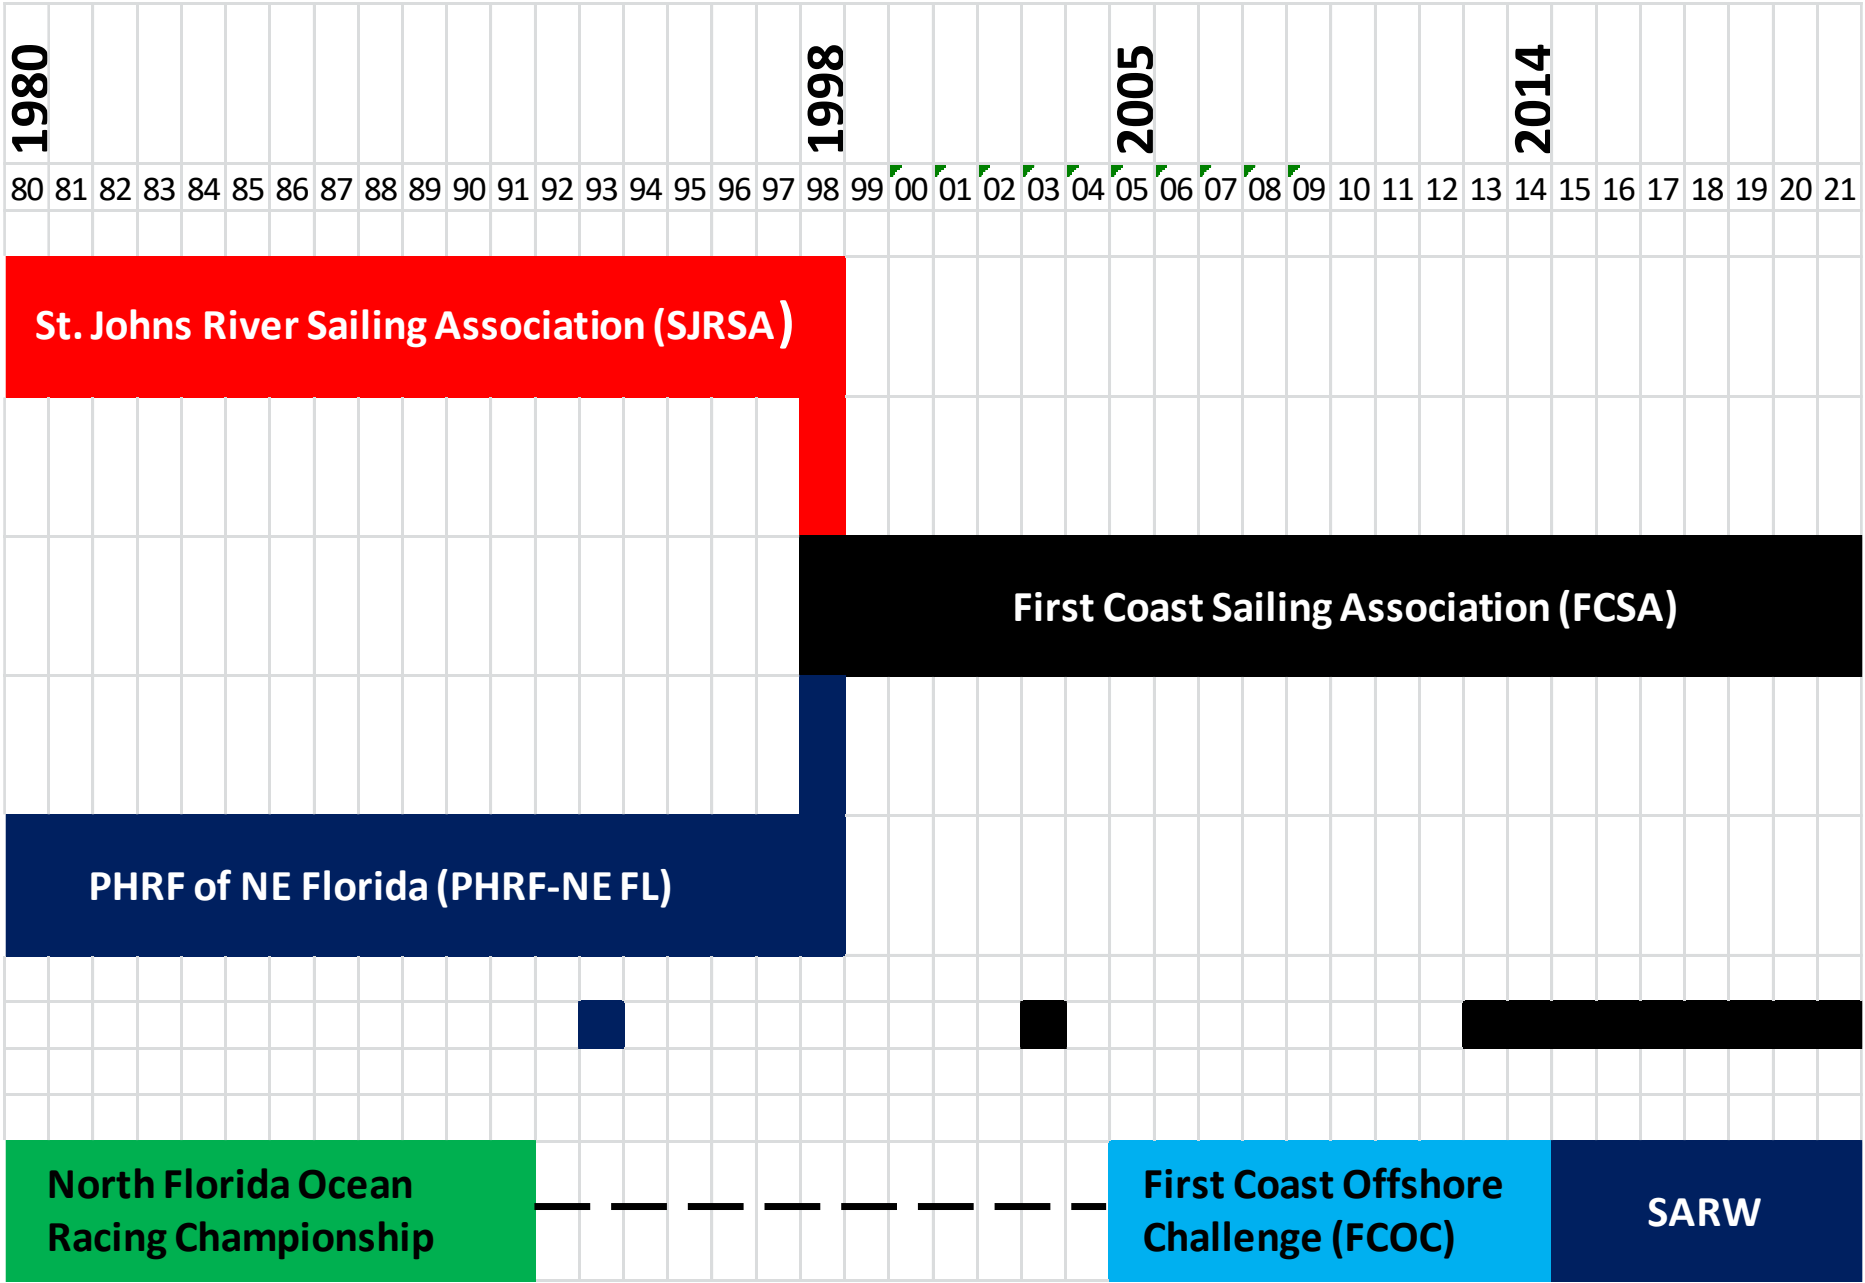 1980 1998 2005 2014
80 81 82 83 84 85 86 87 88 89 90 91 92 93 94 95 96 97 98 99 00 01 02 03 04 05 06 07 08 09 10 11 12 13 14 15 16 17 18 19 20 21
St. Johns River Sailing Association (SJRSA)
First Coast Sailing Association (FCSA)
PHRF of NE Florida (PHRF-NE FL)
North Florida Ocean
Racing Championship
First Coast Offshore
Challenge (FCOC)
SARW